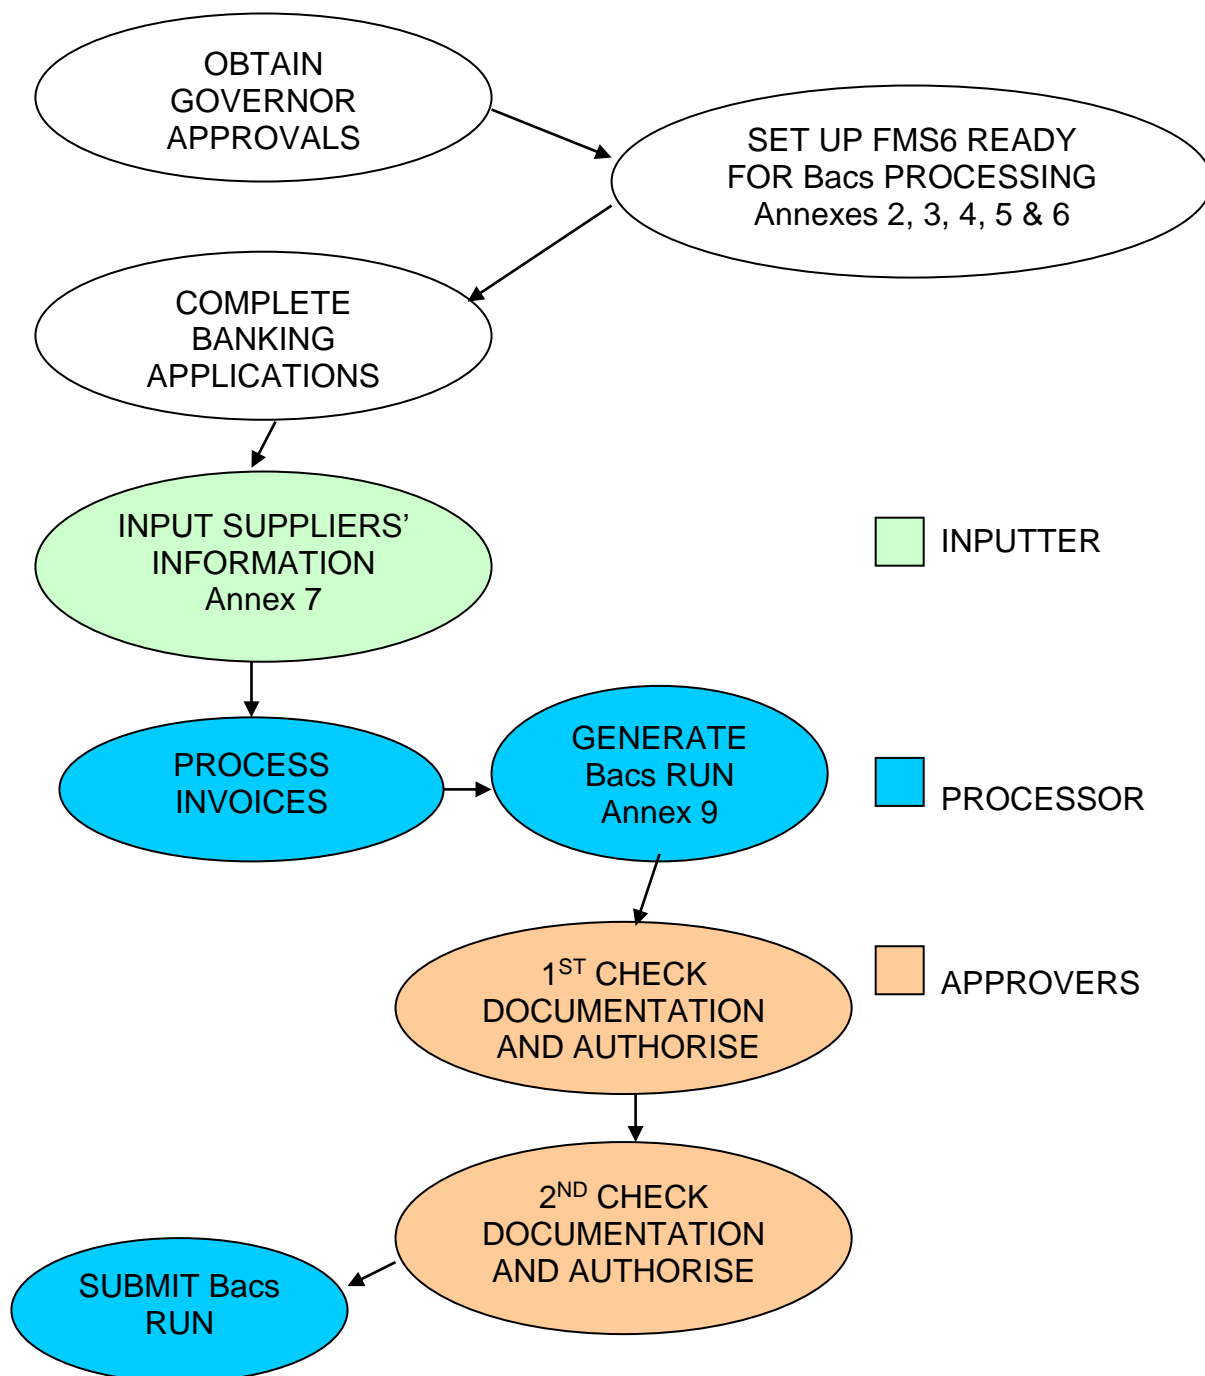 OBTAIN
GOVERNOR
APPROVALS
SET UP FMS6 READY
FOR Bacs PROCESSING
Annexes 2, 3, 4, 5 & 6
COMPLETE
BANKING
APPLICATIONS
INPUT SUPPLIERS’
INFORMATION
Annex 7
INPUTTER
PROCESS
INVOICES
GENERATE
Bacs RUN
Annex 9
PROCESSOR
1ST CHECK
DOCUMENTATION
AND AUTHORISE
APPROVERS
2ND CHECK
DOCUMENTATION
AND AUTHORISE
SUBMIT Bacs
RUN